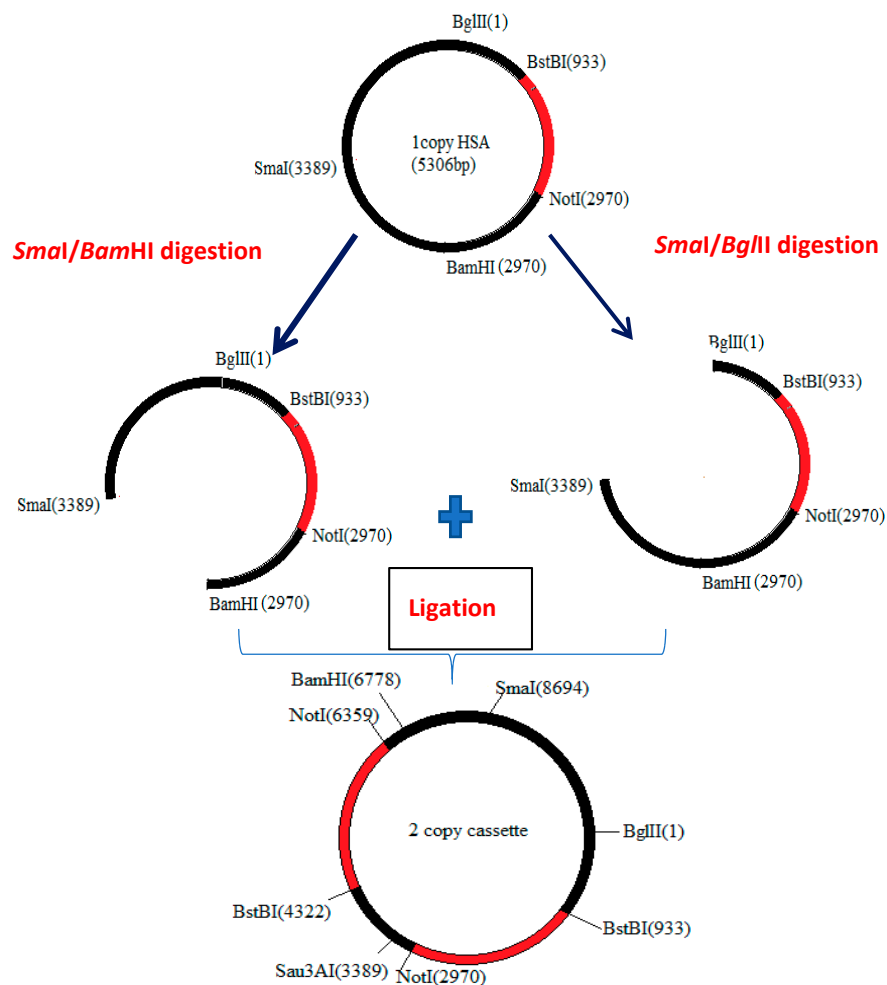 BglII(1)
BstBI(933)
1copy HSA
(5306bp)
SmaI(3389)
NotI(2970)
BamHI (2970)
SmaI/BamHI digestion
SmaI/BglII digestion
BglII(1)
BstBI(933)
SmaI(3389)
NotI(2970)
BamHI (2970)
BglII(1)
BstBI(933)
SmaI(3389)
NotI(2970)
BamHI (2970)
Ligation
BamHI(6778)
SmaI(8694)
NotI(6359)
2 copy cassette
BglII(1)
BstBI(4322)
BstBI(933)
Sau3AI(3389)
NotI(2970)